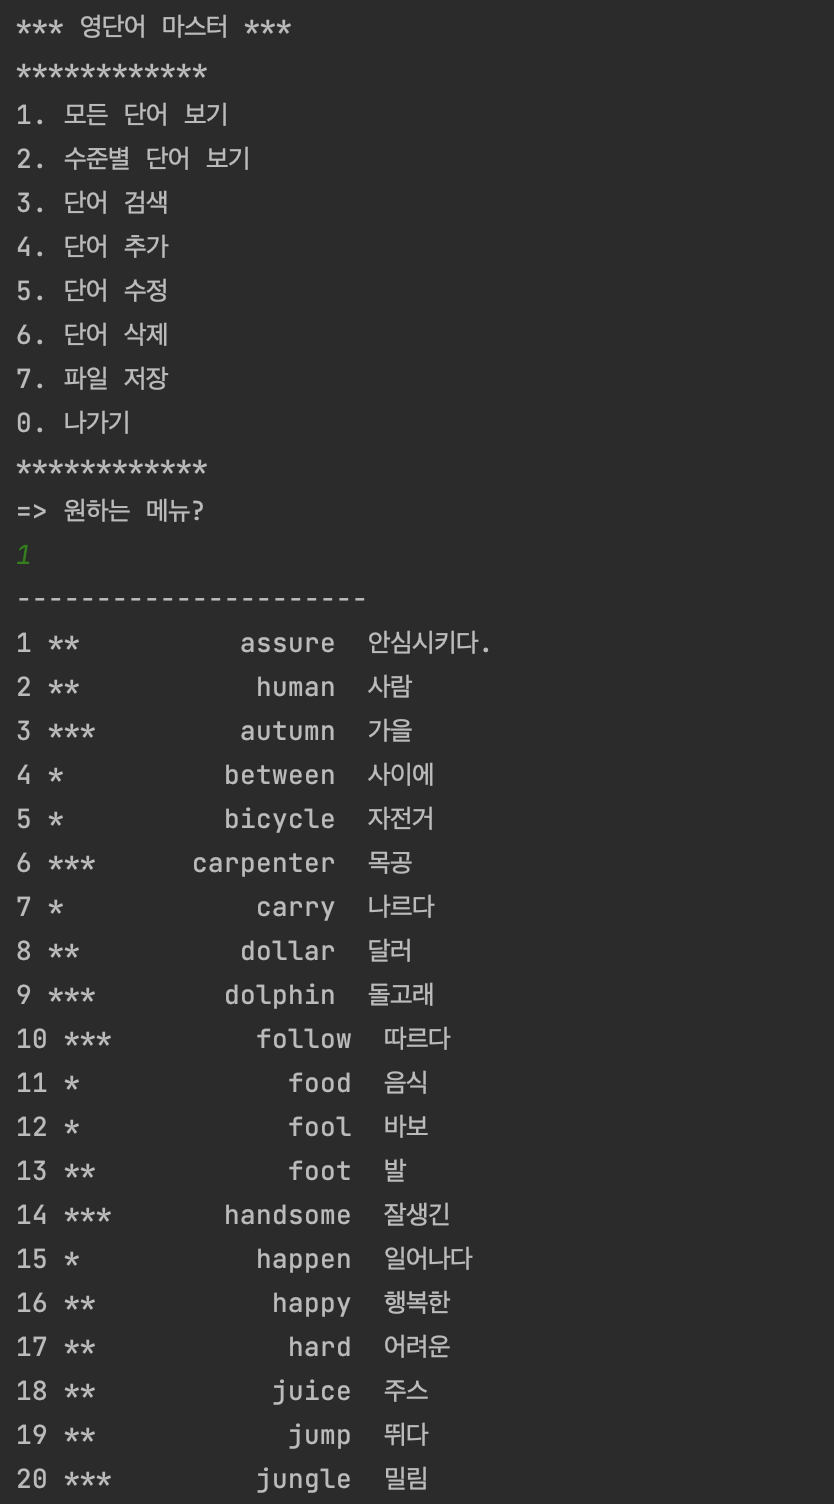 *** 영단어 마스터 ***
************
1. 모든 단어 보기
2. 수준별 단어 보기
3. 단어 검색
4. 단어 추가
5. 단어 수정
6. 단어 삭제
7. 파일 저장
0. 나가기
************
=> 원하는 메뉴?
1
----------------------
1 **          assure  안심시키다.
2 **           human  사람
3 ***         autumn  가을
4 *          between  사이에
5 *          bicycle  자전거
6 ***      carpenter  목공
7 *            carry  나르다
8 **          dollar  달러
9 ***        dolphin  돌고래
10 ***         follow  따르다
11 *             food  음식
12 *             fool  바보
13 **            foot  발
14 ***       handsome  잘생긴
15 *           happen  일어나다
16 **           happy  행복한
17 **            hard  어려운
18 **           juice  주스
19 **            jump  뛰다
20 ***         jungle  밀림